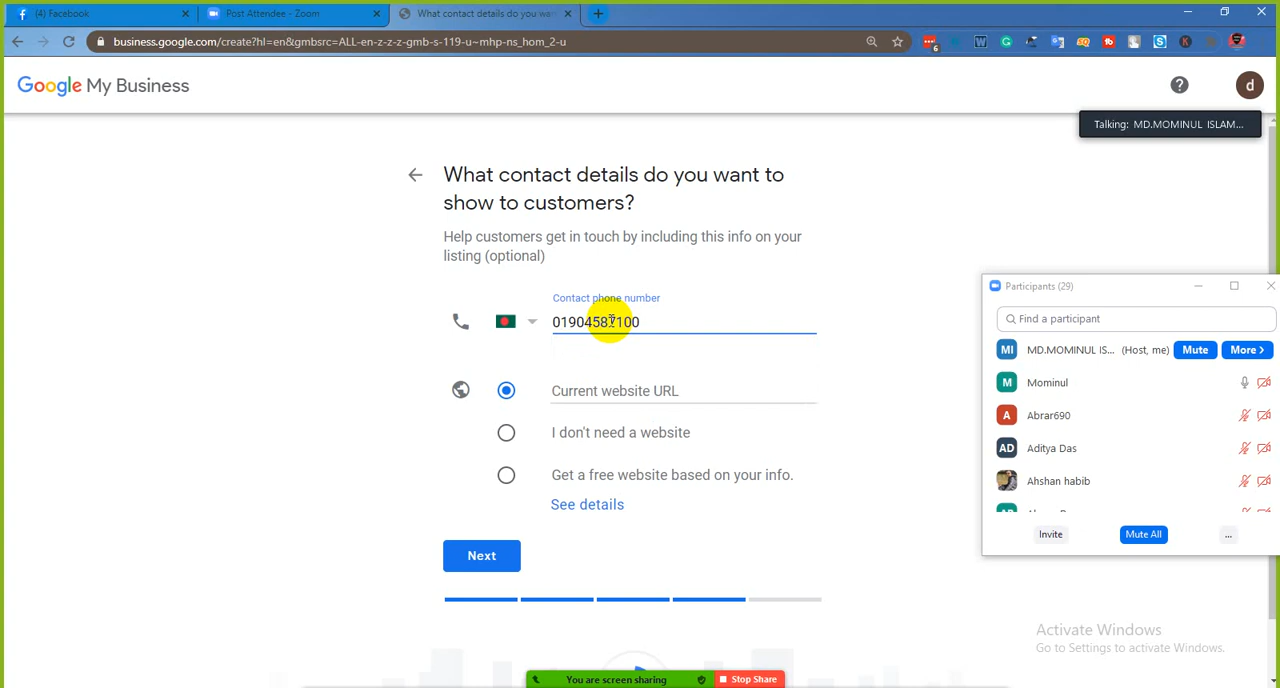 (4) Facebook
Post Attendee - Zoom
What contact details do you wan
business.google.com/create?hl=en&gmbsrc=ALL-en-z-z-z-gmb-s-119-u~mhp-ns_hom_2-u
Google My Business
d
Talking: MD.MOMINUL ISLAM...
What contact details do you want to
show to customers?
Help customers get in touch by including this info on your
listing (optional)
Contact phone number
01904587100
Current website URL
I don't need a website
Get a free website based on your info.
See details
Next
Participants (29)
Find a participant
MI MD.MOMINUL IS... (Host, me) Mute More >
M Mominul
A Abrar690
AD Aditya Das
Ahshan habib
Invite Mute All ...
Activate Windows
Go to Settings to activate Windows.
You are screen sharing Stop Share